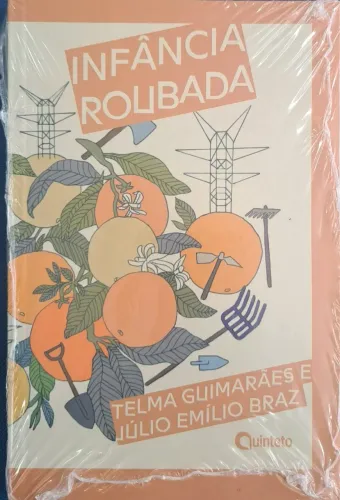 INFÂNCIA
ROUBADA
TELMA GUIMARÃES E
JÚLIO EMÍLIO BRAZ
Quinteto